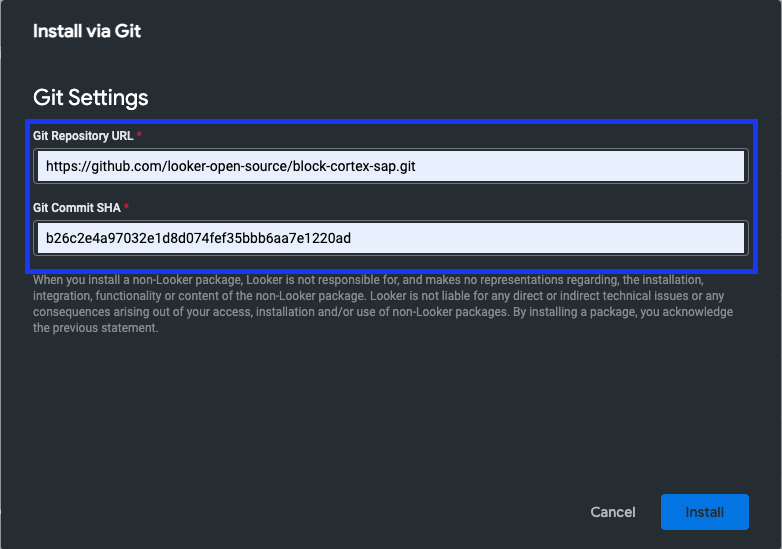 Install via Git
Git Settings
Git Repository URL *
https://github.com/looker-open-source/block-cortex-sap.git
Git Commit SHA *
b26c2e4a97032e1d8d074fef35bbb6aa7e1220ad
When you install a non-Looker package, Looker is not responsible for, and makes no representations regarding, the installation,
integration, functionality or content of the non-Looker package. Looker is not liable for any direct or indirect technical issues or any
consequences arising out of your access, installation and/or use of non-Looker packages. By installing a package, you acknowledge
the previous statement.
Cancel Install